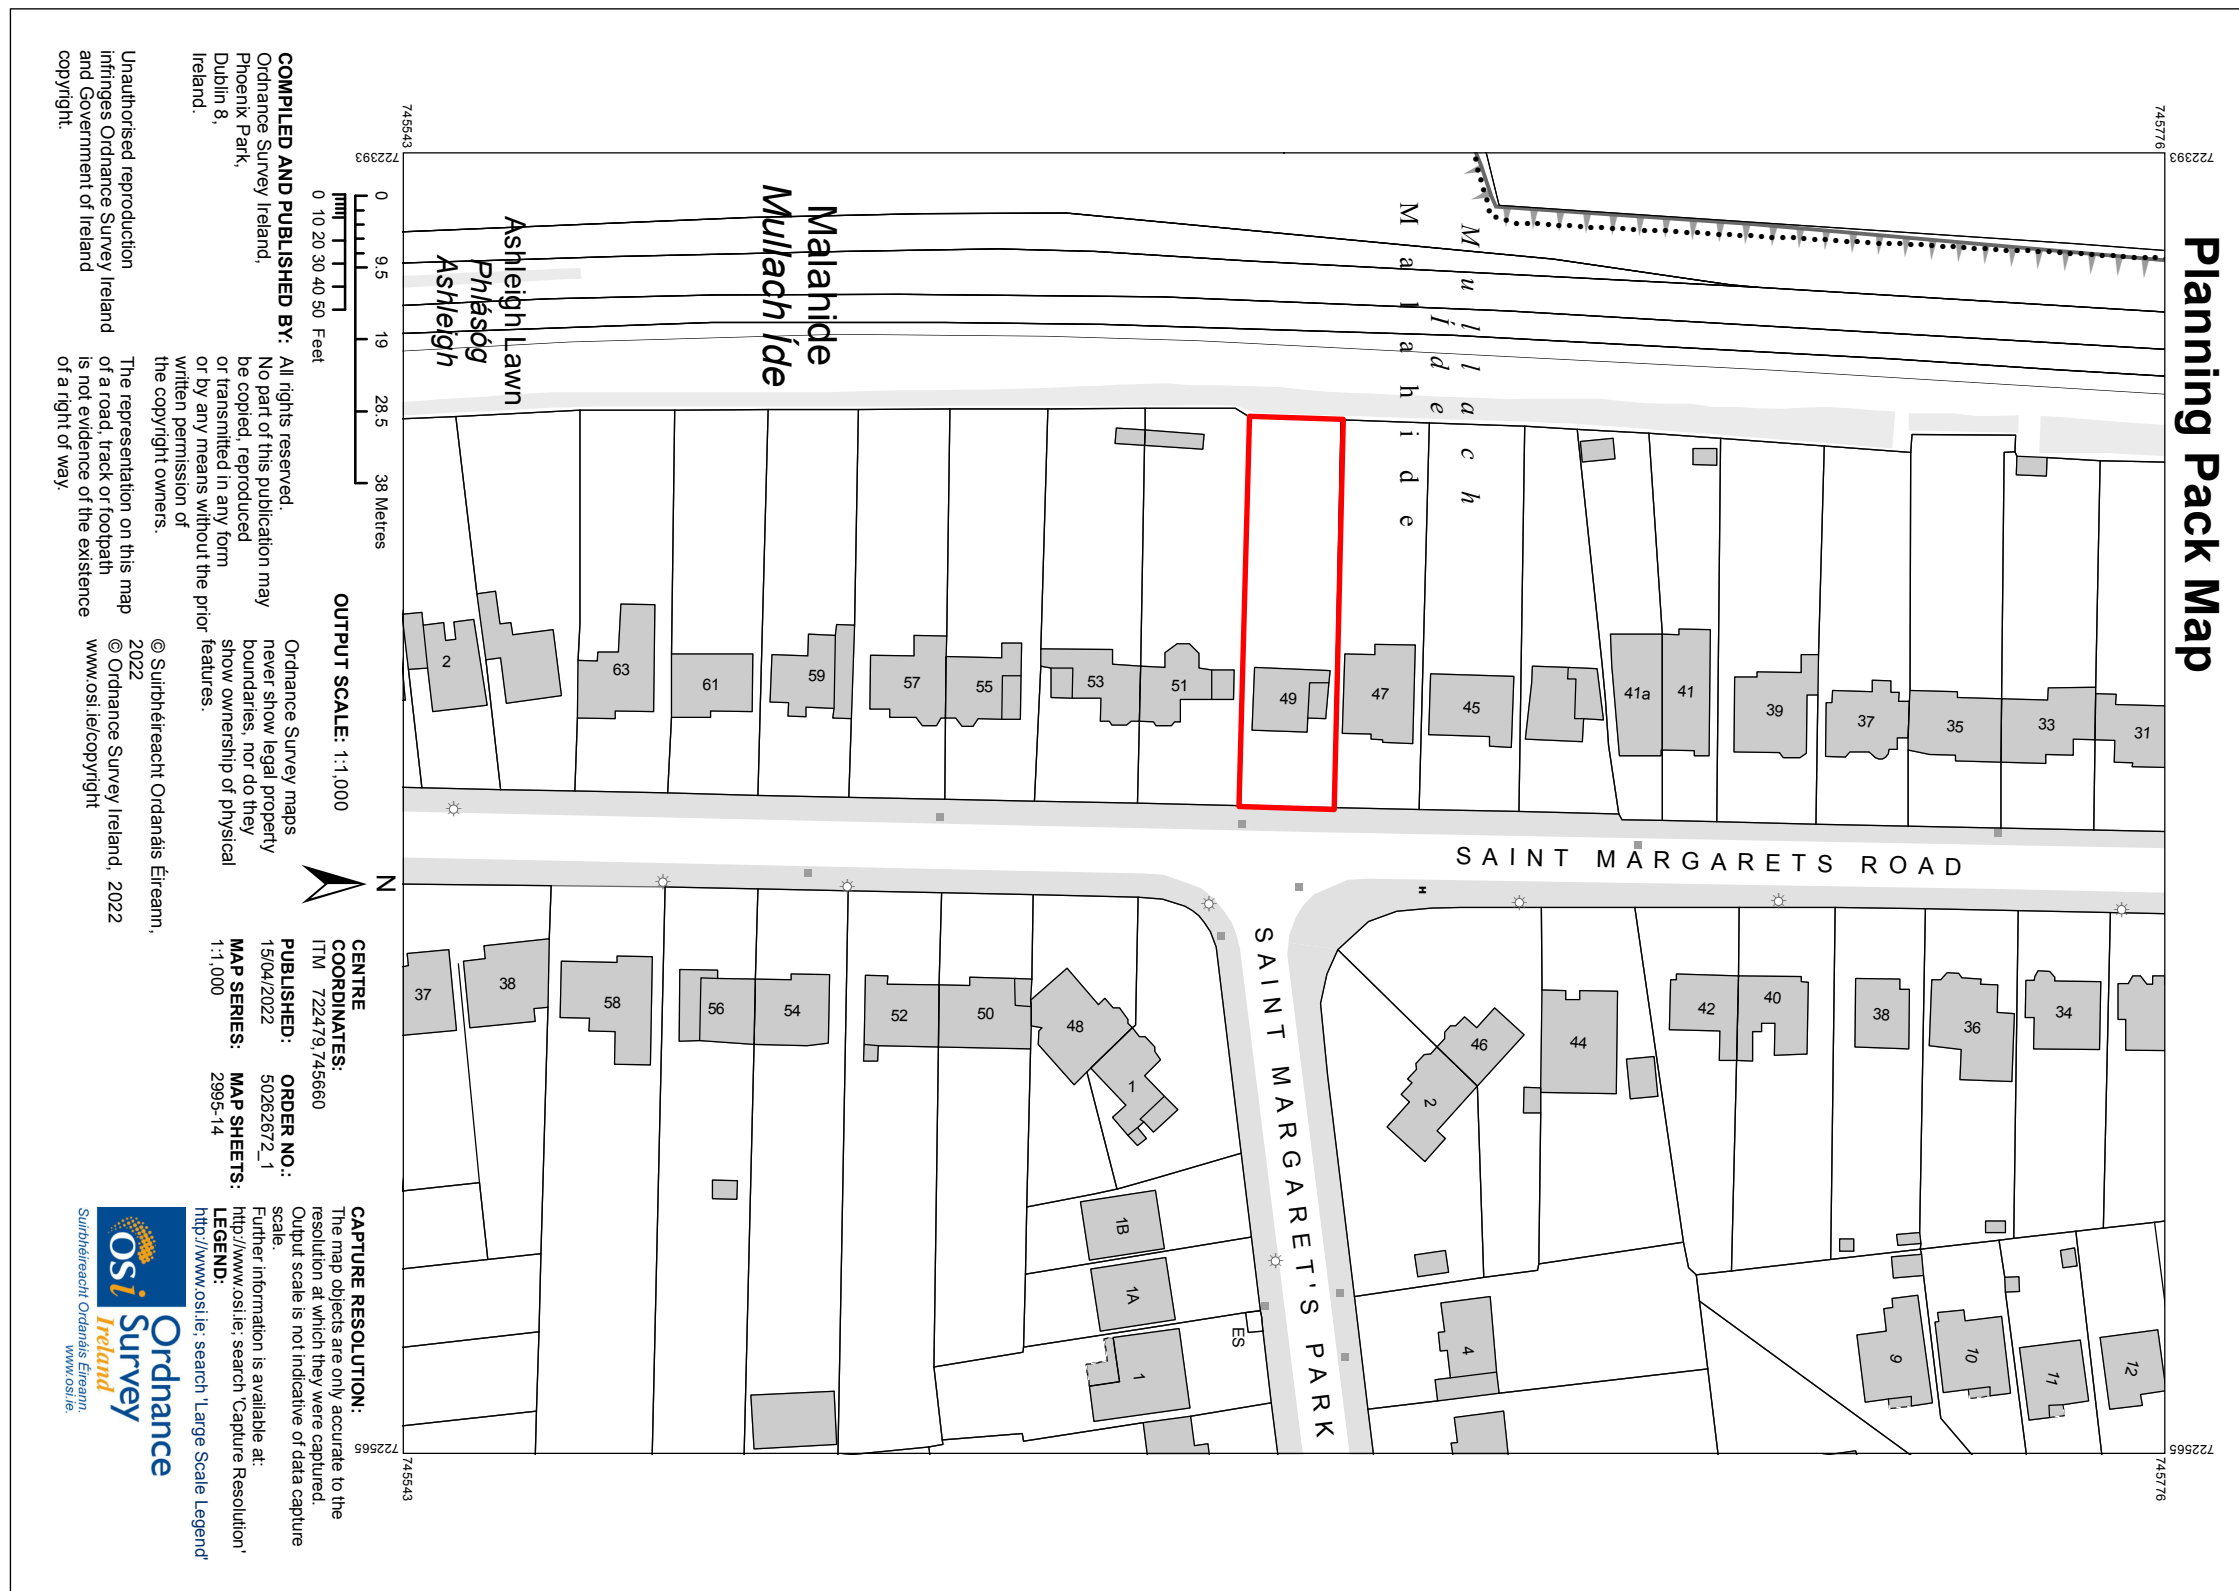 Planning Pack Map
745543
745776
722393
722393
Malahide
Mullach Íde
Ashleigh Lawn
Phlásóg
Ashleigh
Mullach
Íde
Malahide
2
63
61
59
57
55
53
51
49
47
45
41a
41
39
37
35
33
31
SAINT MARGARETS ROAD
SAINT MARGARET'S PARK
H
37
38
58
56
54
52
50
48
1
46
2
44
42
40
38
36
34
1B
1A
1
ES
4
9
10
11
12
722565
722565
745543
745776
0 9.5 19 28.5 38 Metres
0 10 20 30 40 50 Feet
OUTPUT SCALE: 1:1,000
N
COMPILED AND PUBLISHED BY:
Ordnance Survey Ireland,
Phoenix Park,
Dublin 8,
Ireland.
Unauthorised reproduction
infringes Ordnance Survey Ireland
and Government of Ireland
copyright.
All rights reserved.
No part of this publication may
be copied, reproduced
or transmitted in any form
or by any means without the prior
written permission of
the copyright owners.
The representation on this map
of a road, track or footpath
is not evidence of the existence
of a right of way.
Ordnance Survey maps
never show legal property
boundaries, nor do they
show ownership of physical
features.
© Suirbhéireacht Ordanáis Éireann,
2022
© Ordnance Survey Ireland, 2022
www.osi.ie/copyright
CENTRE
COORDINATES:
ITM 722479,745660
PUBLISHED:
15/04/2022
ORDER NO.:
50262672_1
MAP SERIES:
1:1,000
MAP SHEETS:
2995-14
CAPTURE RESOLUTION:
The map objects are only accurate to the
resolution at which they were captured.
Output scale is not indicative of data capture
scale.
Further information is available at:
http://www.osi.ie; search 'Capture Resolution'
LEGEND:
http://www.osi.ie; search 'Large Scale Legend'
osi
Ordnance
Survey
Ireland
Suirbhéireacht Ordanáis Éireann.
www.osi.ie.